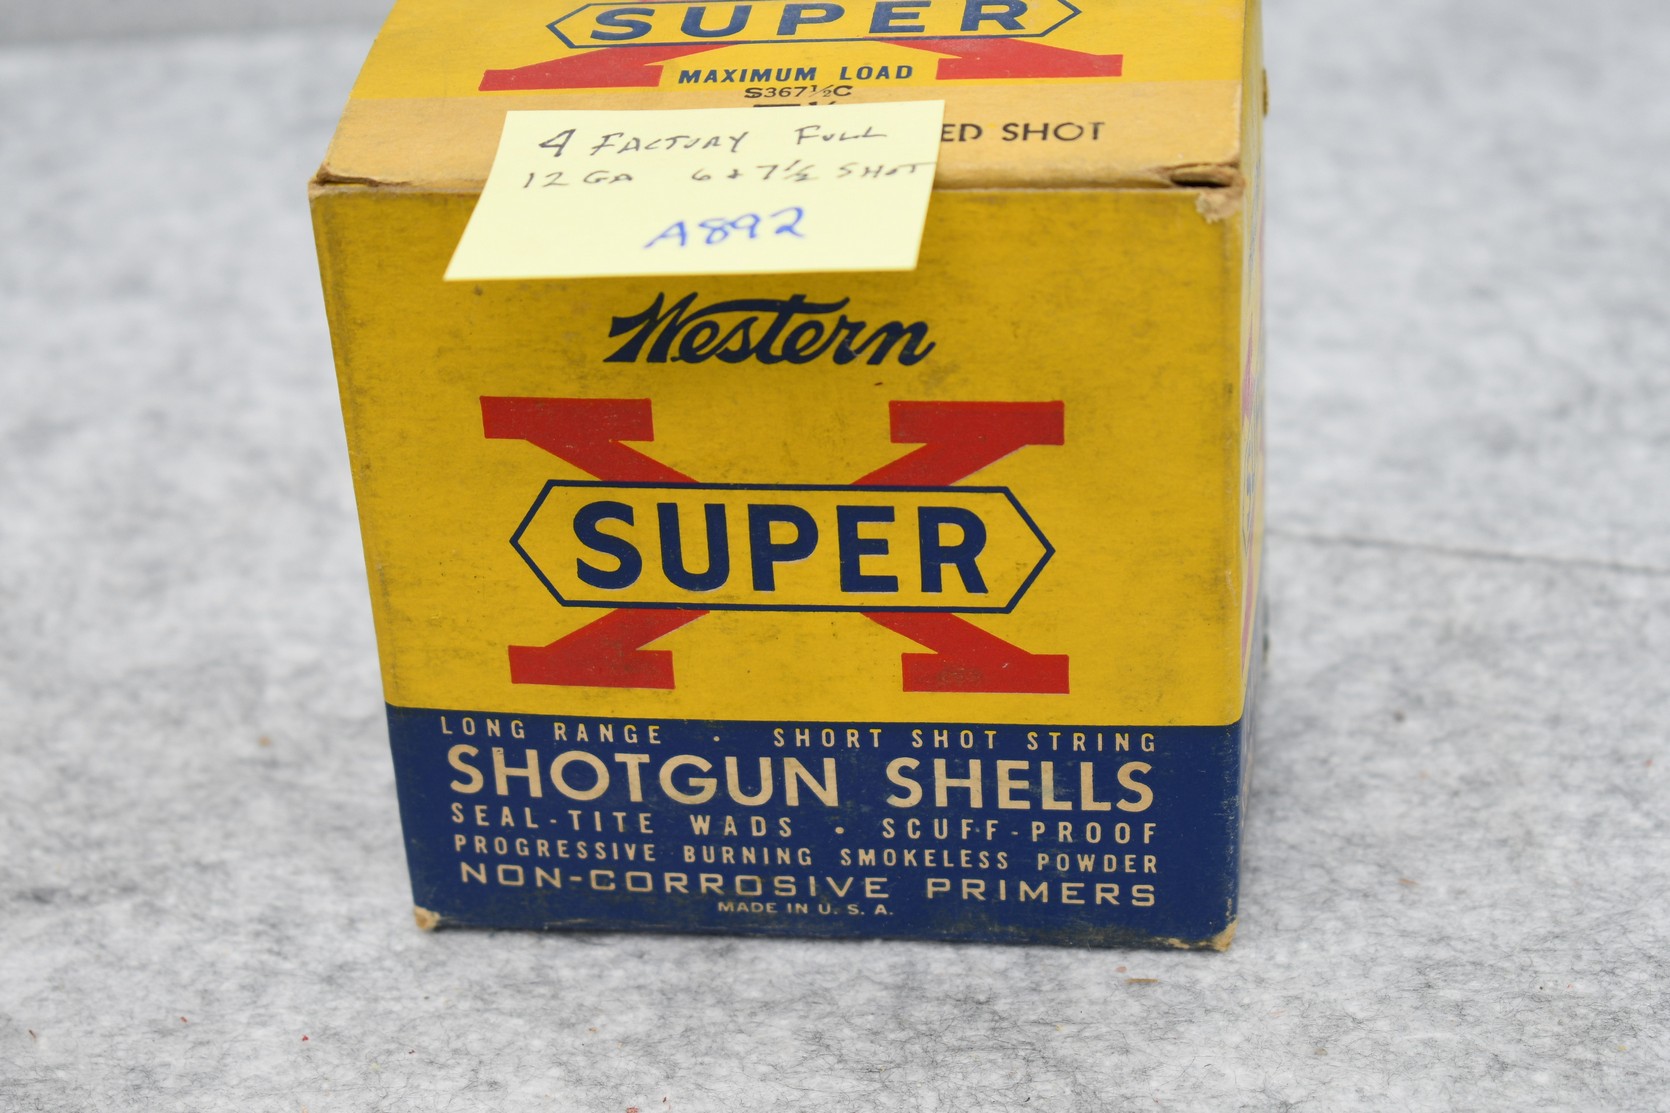 SUPER
MAXIMUM LOAD
S367½C
ED SHOT
4 FACTORY FULL
12 GA 6 & 7½ SHOT
A892
Western
SUPER
LONG RANGE · SHORT SHOT STRING
SHOTGUN SHELLS
SEAL-TITE WADS · SCUFF-PROOF
PROGRESSIVE BURNING SMOKELESS POWDER
NON-CORROSIVE PRIMERS
MADE IN U.S.A.